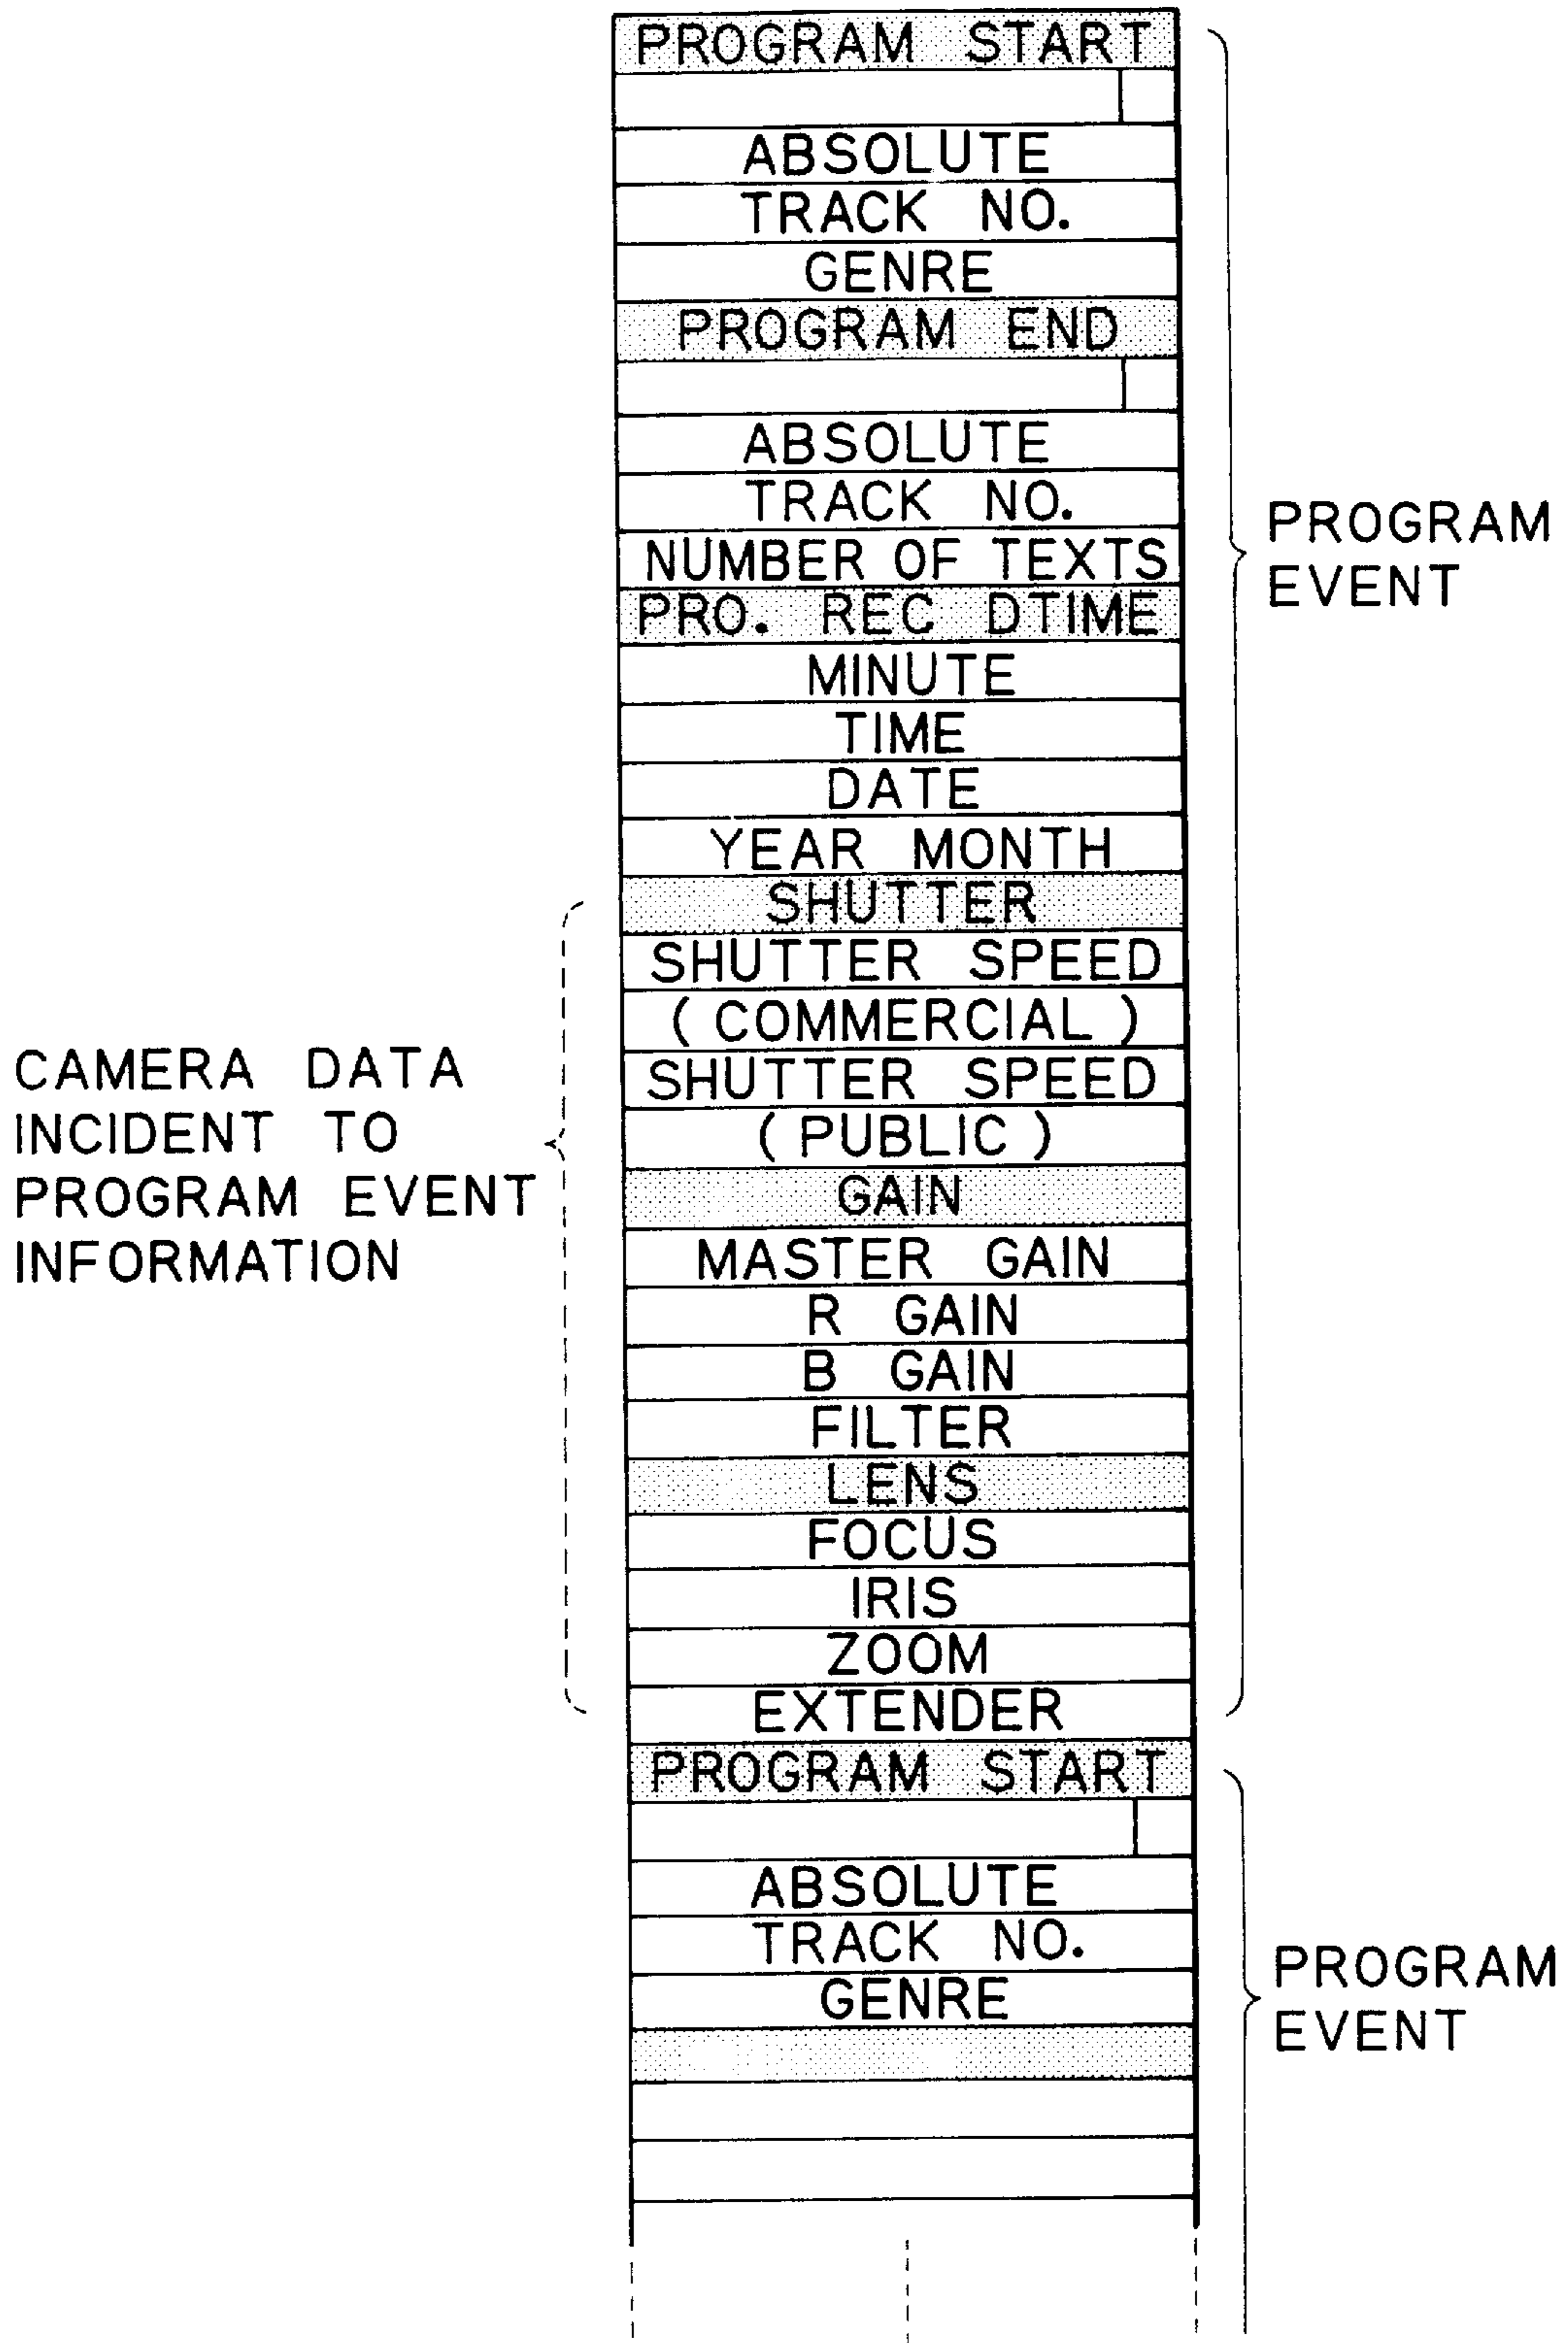 PROGRAM START
ABSOLUTE
TRACK NO.
GENRE
PROGRAM END
ABSOLUTE
TRACK NO.
NUMBER OF TEXTS
PRO. REC DTIME
MINUTE
TIME
DATE
YEAR MONTH
SHUTTER
SHUTTER SPEED
( COMMERCIAL )
SHUTTER SPEED
( PUBLIC )
GAIN
MASTER GAIN
R GAIN
B GAIN
FILTER
LENS
FOCUS
IRIS
ZOOM
EXTENDER
PROGRAM START
ABSOLUTE
TRACK NO.
GENRE
PROGRAM
EVENT
CAMERA DATA
INCIDENT TO
PROGRAM EVENT
INFORMATION
PROGRAM
EVENT